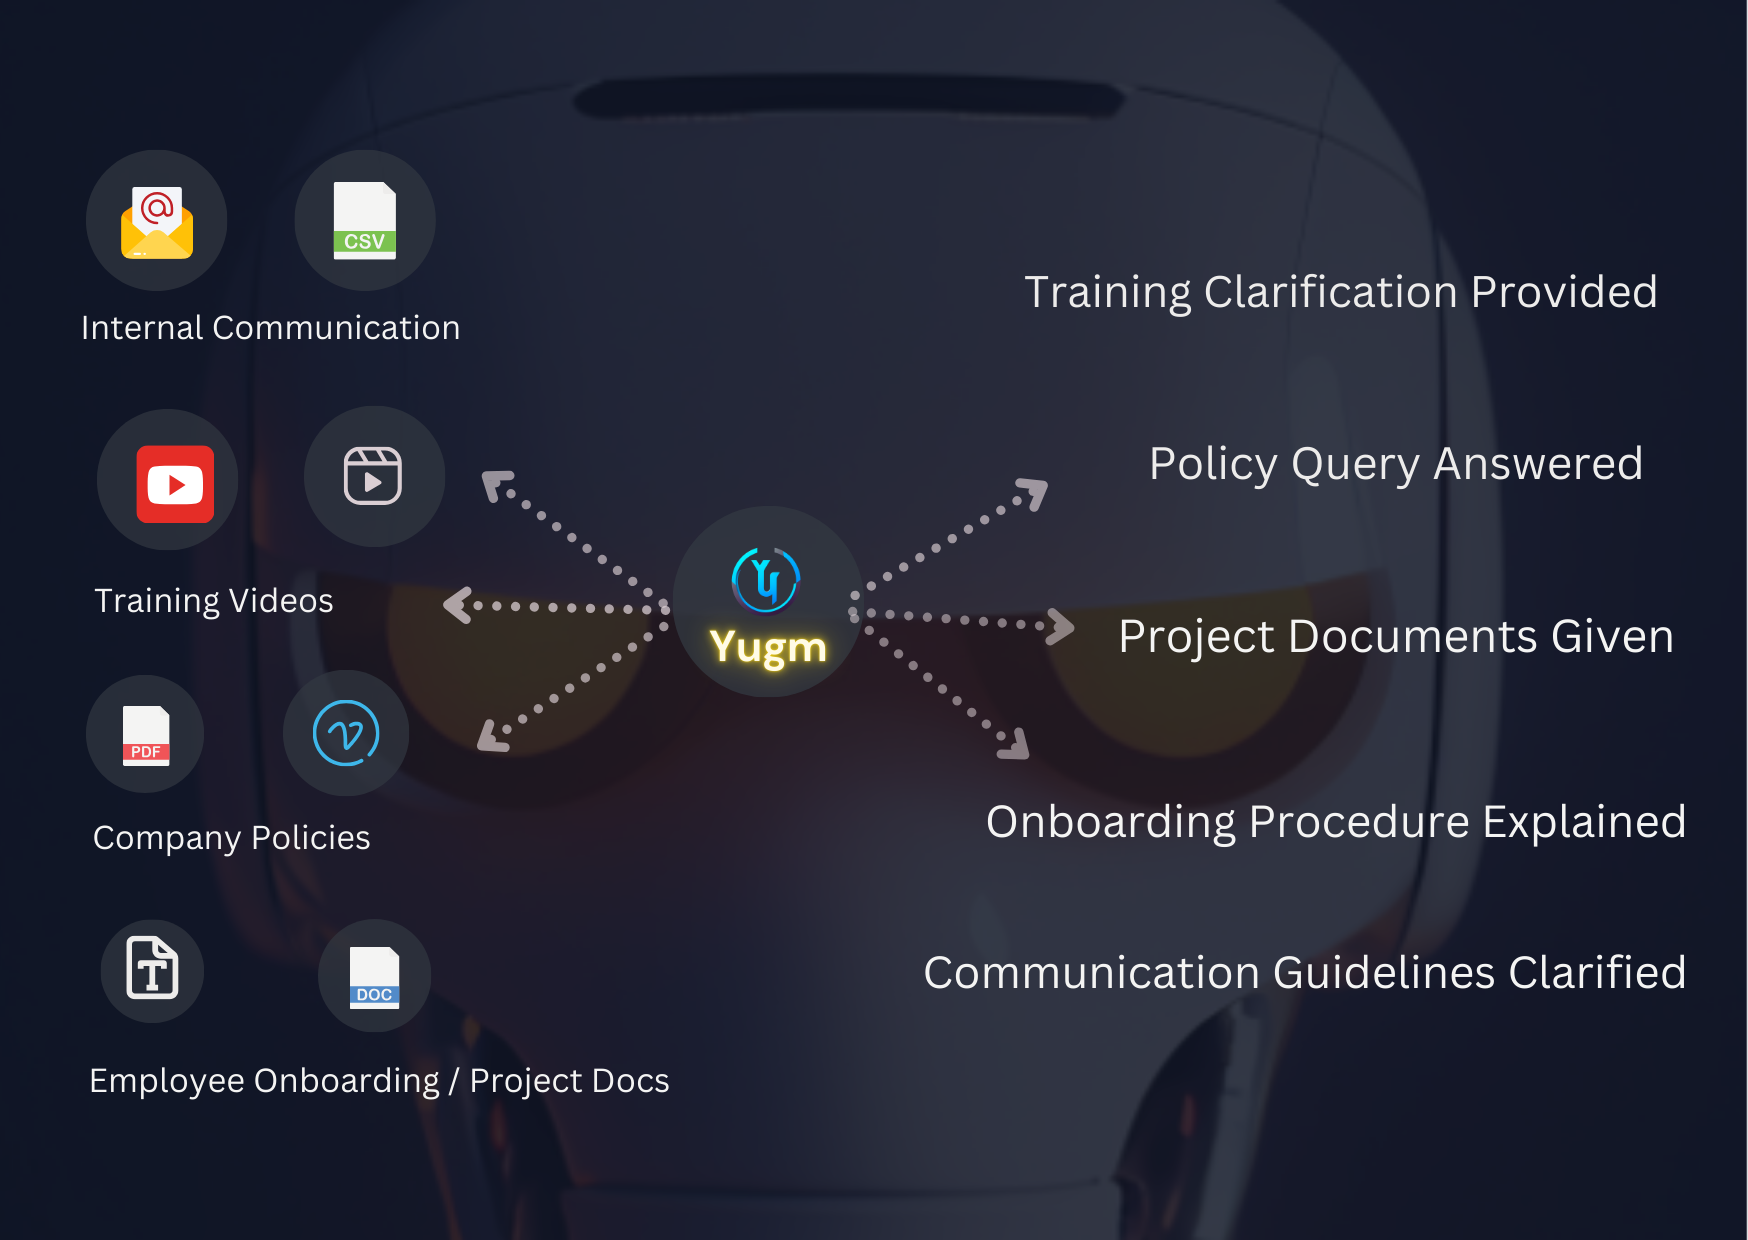 CSV
Internal Communication
Training Videos
PDF
Company Policies
DOC
Employee Onboarding / Project Docs
Yugm
Training Clarification Provided
Policy Query Answered
Project Documents Given
Onboarding Procedure Explained
Communication Guidelines Clarified